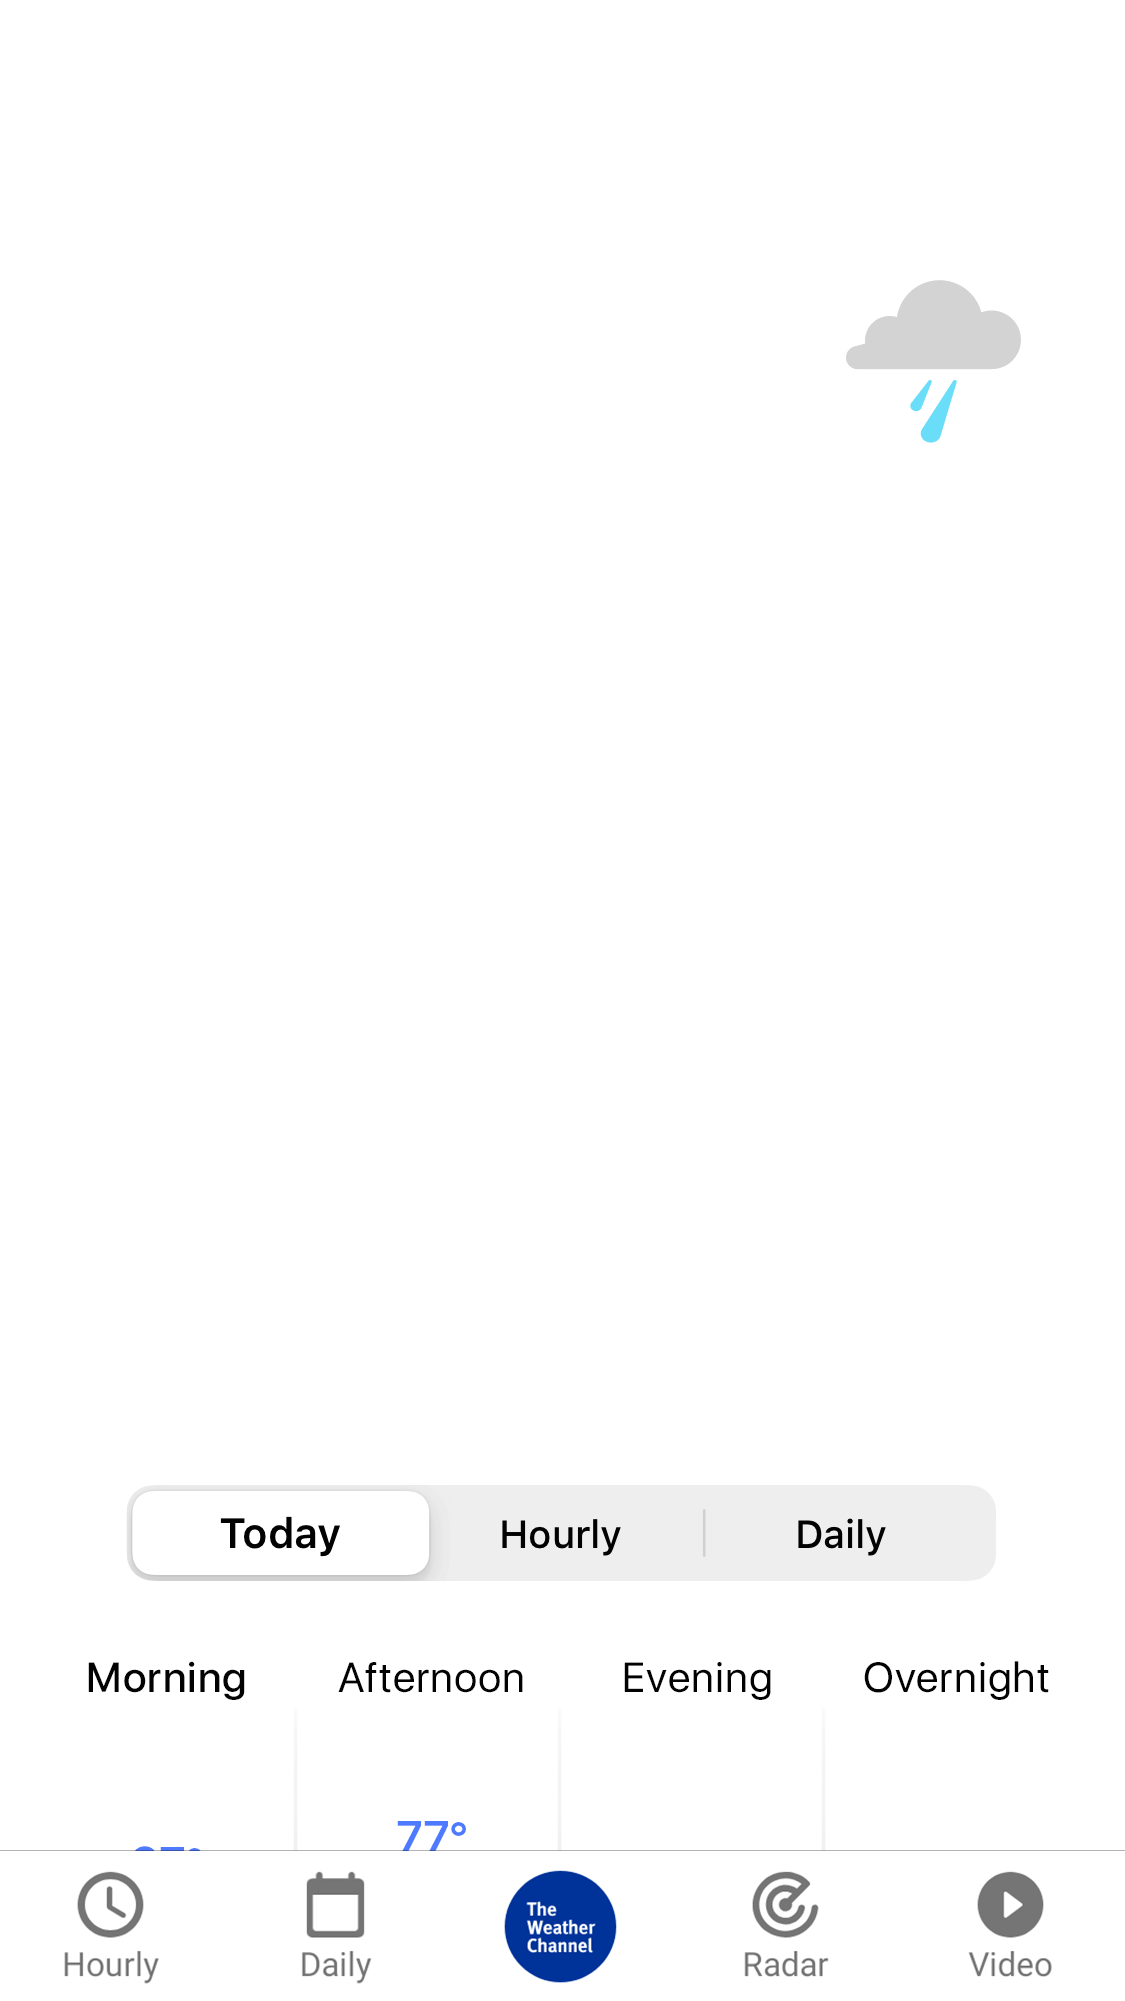 Today Hourly Daily
Morning Afternoon Evening Overnight
77°
The
Weather
Channel
Hourly Daily Radar Video